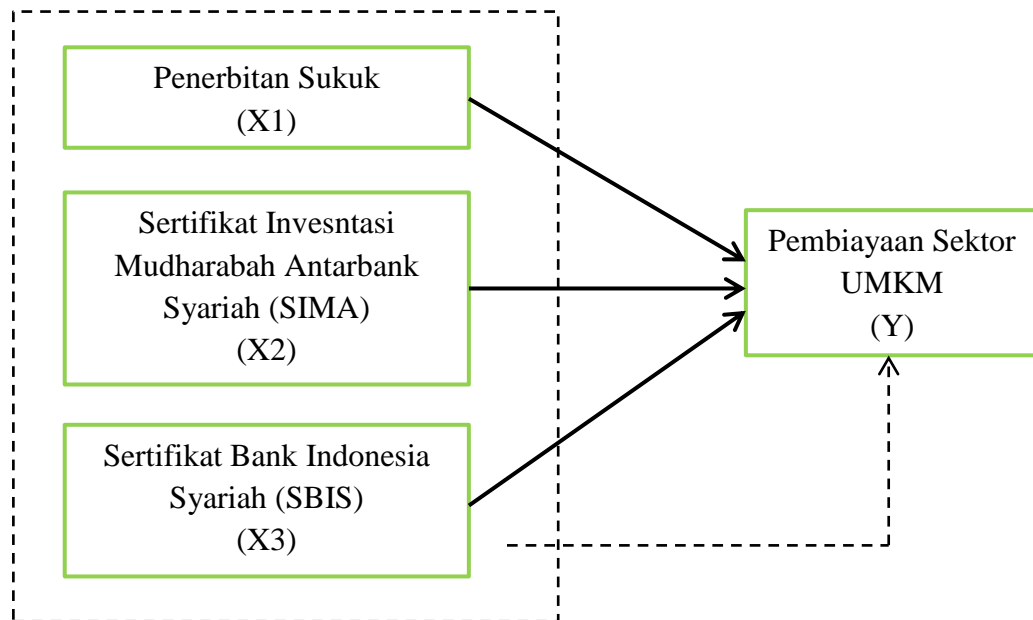 Penerbitan Sukuk
(X1)
Sertifikat Invesntasi
Mudharabah Antarbank
Syariah (SIMA)
(X2)
Sertifikat Bank Indonesia
Syariah (SBIS)
(X3)
Pembiayaan Sektor
UMKM
(Y)